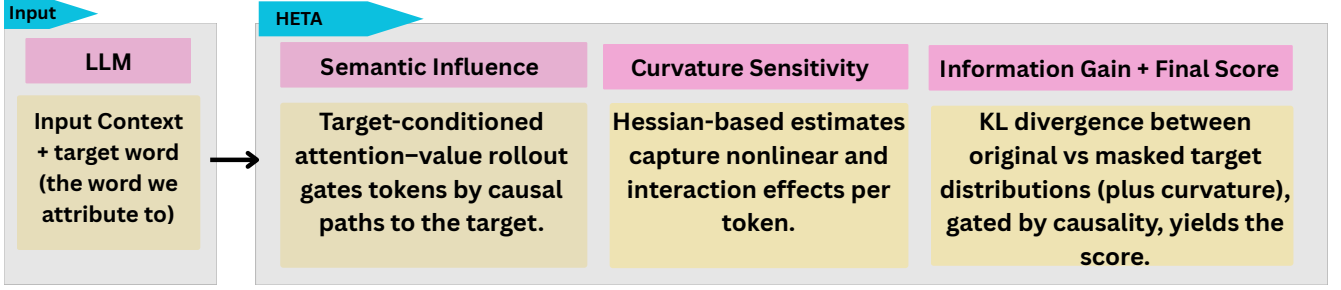 Input
LLM
Input Context
+ target word
(the word we
attribute to)
HETA
Semantic Influence
Target-conditioned
attention–value rollout
gates tokens by causal
paths to the target.
Curvature Sensitivity
Hessian-based estimates
capture nonlinear and
interaction effects per
token.
Information Gain + Final Score
KL divergence between
original vs masked target
distributions (plus curvature),
gated by causality, yields the
score.